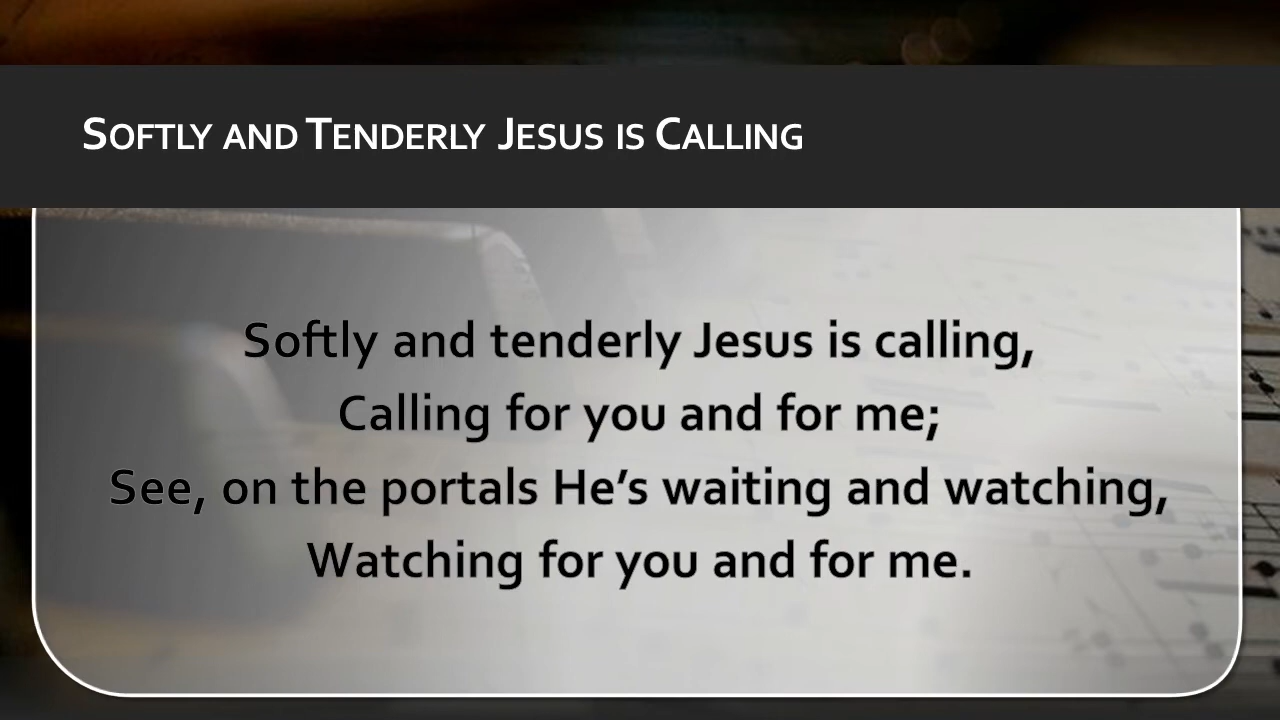 Softly and Tenderly Jesus is Calling
Softly and tenderly Jesus is calling,
Calling for you and for me;
See, on the portals He’s waiting and watching,
Watching for you and for me.